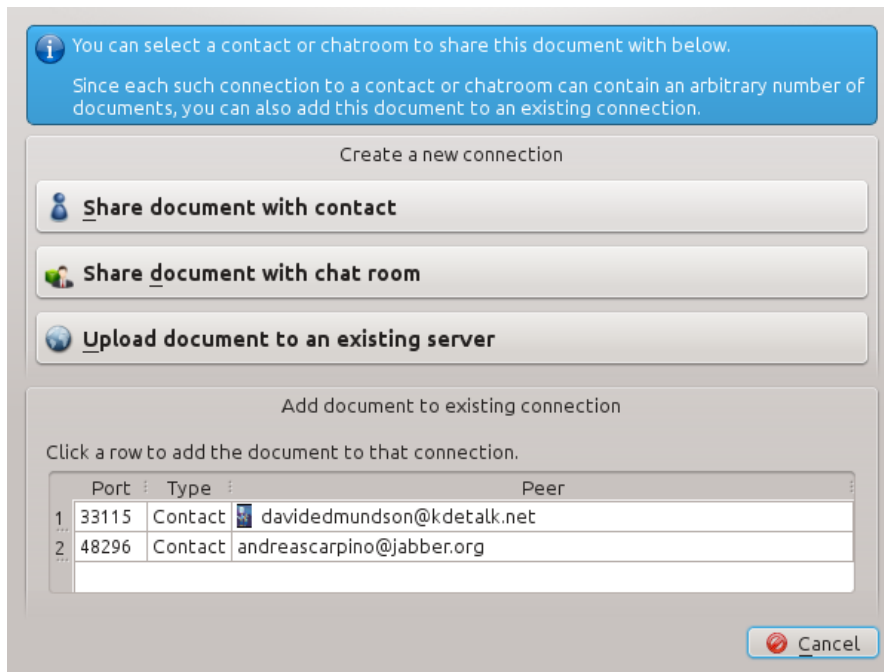 You can select a contact or chatroom to share this document with below.
Since each such connection to a contact or chatroom can contain an arbitrary number of
documents, you can also add this document to an existing connection.
Create a new connection
Share document with contact
Share document with chat room
Upload document to an existing server
Add document to existing connection
Click a row to add the document to that connection.
Port Type Peer
1 33115 Contact davidedmundson@kdetalk.net
2 48296 Contact andreascarpino@jabber.org
Cancel